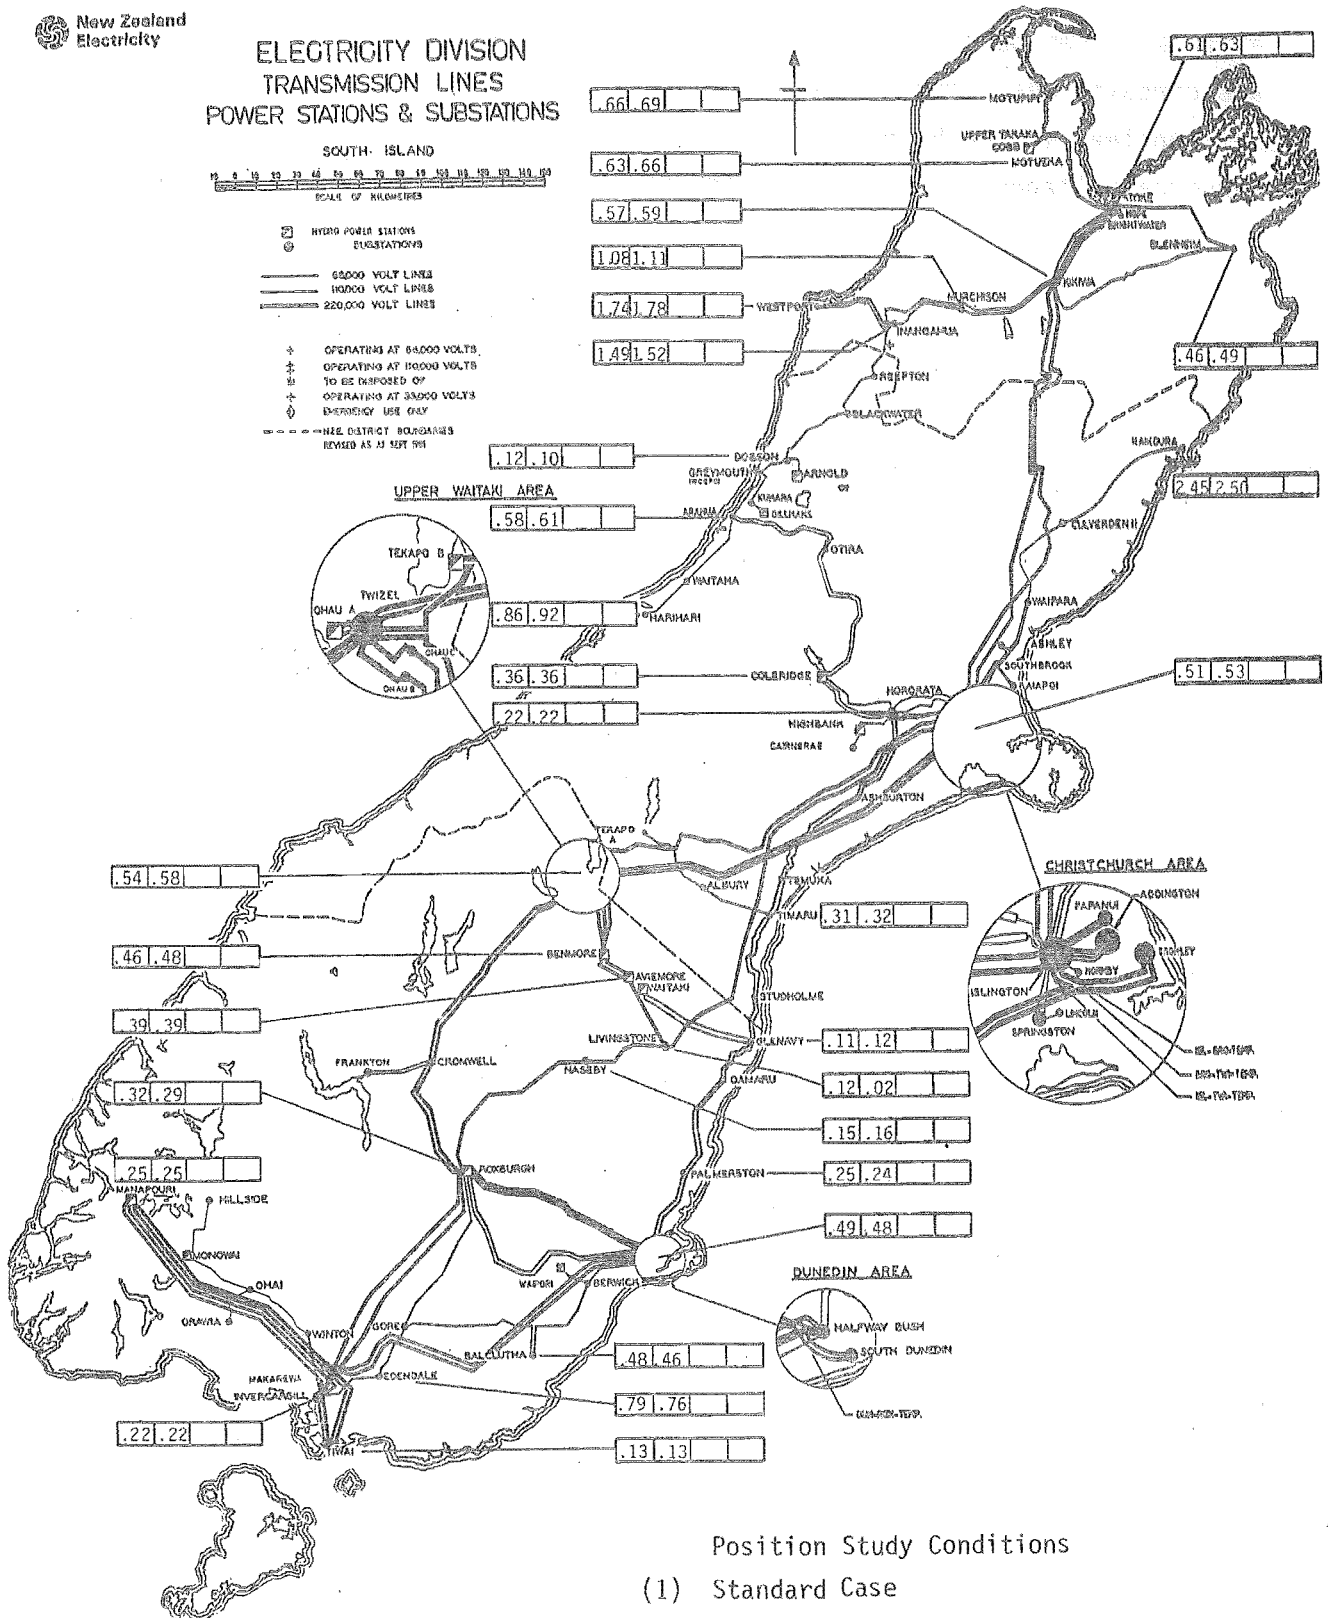 New Zealand
Electricity
ELECTRICITY DIVISION
TRANSMISSION LINES
POWER STATIONS & SUBSTATIONS
SOUTH ISLAND
SCALE OF KILOMETRES
HYDRO POWER STATIONS
SUBSTATIONS
66,000 VOLT LINES
110,000 VOLT LINES
220,000 VOLT LINES
OPERATING AT 66,000 VOLTS
OPERATING AT 110,000 VOLTS
TO BE DISPOSED OF
OPERATING AT 33,000 VOLTS
EMERGENCY USE ONLY
N.Z.E. DISTRICT BOUNDARIES
.61 .63
.66 .69
MOTUPIPI
UPPER TAKAKA
COBB
.63 .66
MOTUEKA
STOKE
HOPE
BRIGHTWATER
.57 .59
BLENHEIM
1.08 1.11
KIKIWA
MURCHISON
1.74 1.78
WESTPORT
INANGAHUA
1.49 1.52
.46 .49
REEFTON
BLACKWATER
KAIKOURA
.12 .10
DOBSON
GREYMOUTH
ARNOLD
2.45 2.50
UPPER WAITAKI AREA
KUMARA
DILLMANS
.58 .61
ARAHURA
CULVERDEN
OTIRA
TEKAPO B
TWIZEL
OHAU A
OHAU C
OHAU B
WAITAHA
.86 .92
HARIHARI
WAIPARA
ASHLEY
SOUTHBROOK
KAIAPOI
.36 .36
COLERIDGE
.51 .53
HORORATA
.22 .22
HIGHBANK
CAIRNBRAE
ASHBURTON
TEKAPO
A
CHRISTCHURCH AREA
.54 .58
ALBURY
TEMUKA
TIMARU
.31 .32
PAPANUI
ADDINGTON
BROMLEY
HORNBY
ISLINGTON
LINCOLN
SPRINGSTON
.46 .48
BENMORE
AVIEMORE
WAITAKI
STUDHOLME
.39 .39
LIVINGSTONE
GLENAVY
.11 .12
FRANKTON
CROMWELL
NASEBY
OAMARU
.12 .02
.32 .29
.15 .16
.25 .25
MANAPOURI
HILLSIDE
ROXBURGH
PALMERSTON
.25 .24
.49 .48
MONOWAI
OHAI
ORAWIA
WAIPORI
BERWICK
DUNEDIN AREA
HALFWAY BUSH
SOUTH DUNEDIN
WINTON
GORE
BALCLUTHA
.48 .46
MAKAREWA
EDENDALE
INVERCARGILL
.79 .76
.22 .22
TIWAI
.13 .13
Position Study Conditions
(1) Standard Case